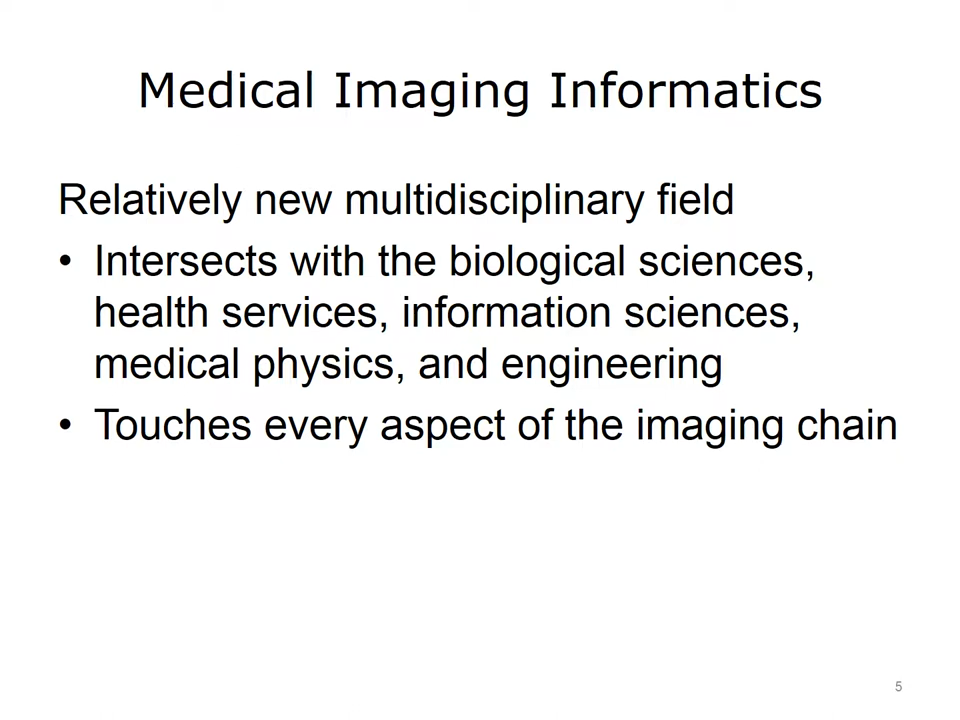 Medical Imaging Informatics
Relatively new multidisciplinary field
• Intersects with the biological sciences,
health services, information sciences,
medical physics, and engineering
• Touches every aspect of the imaging chain
5